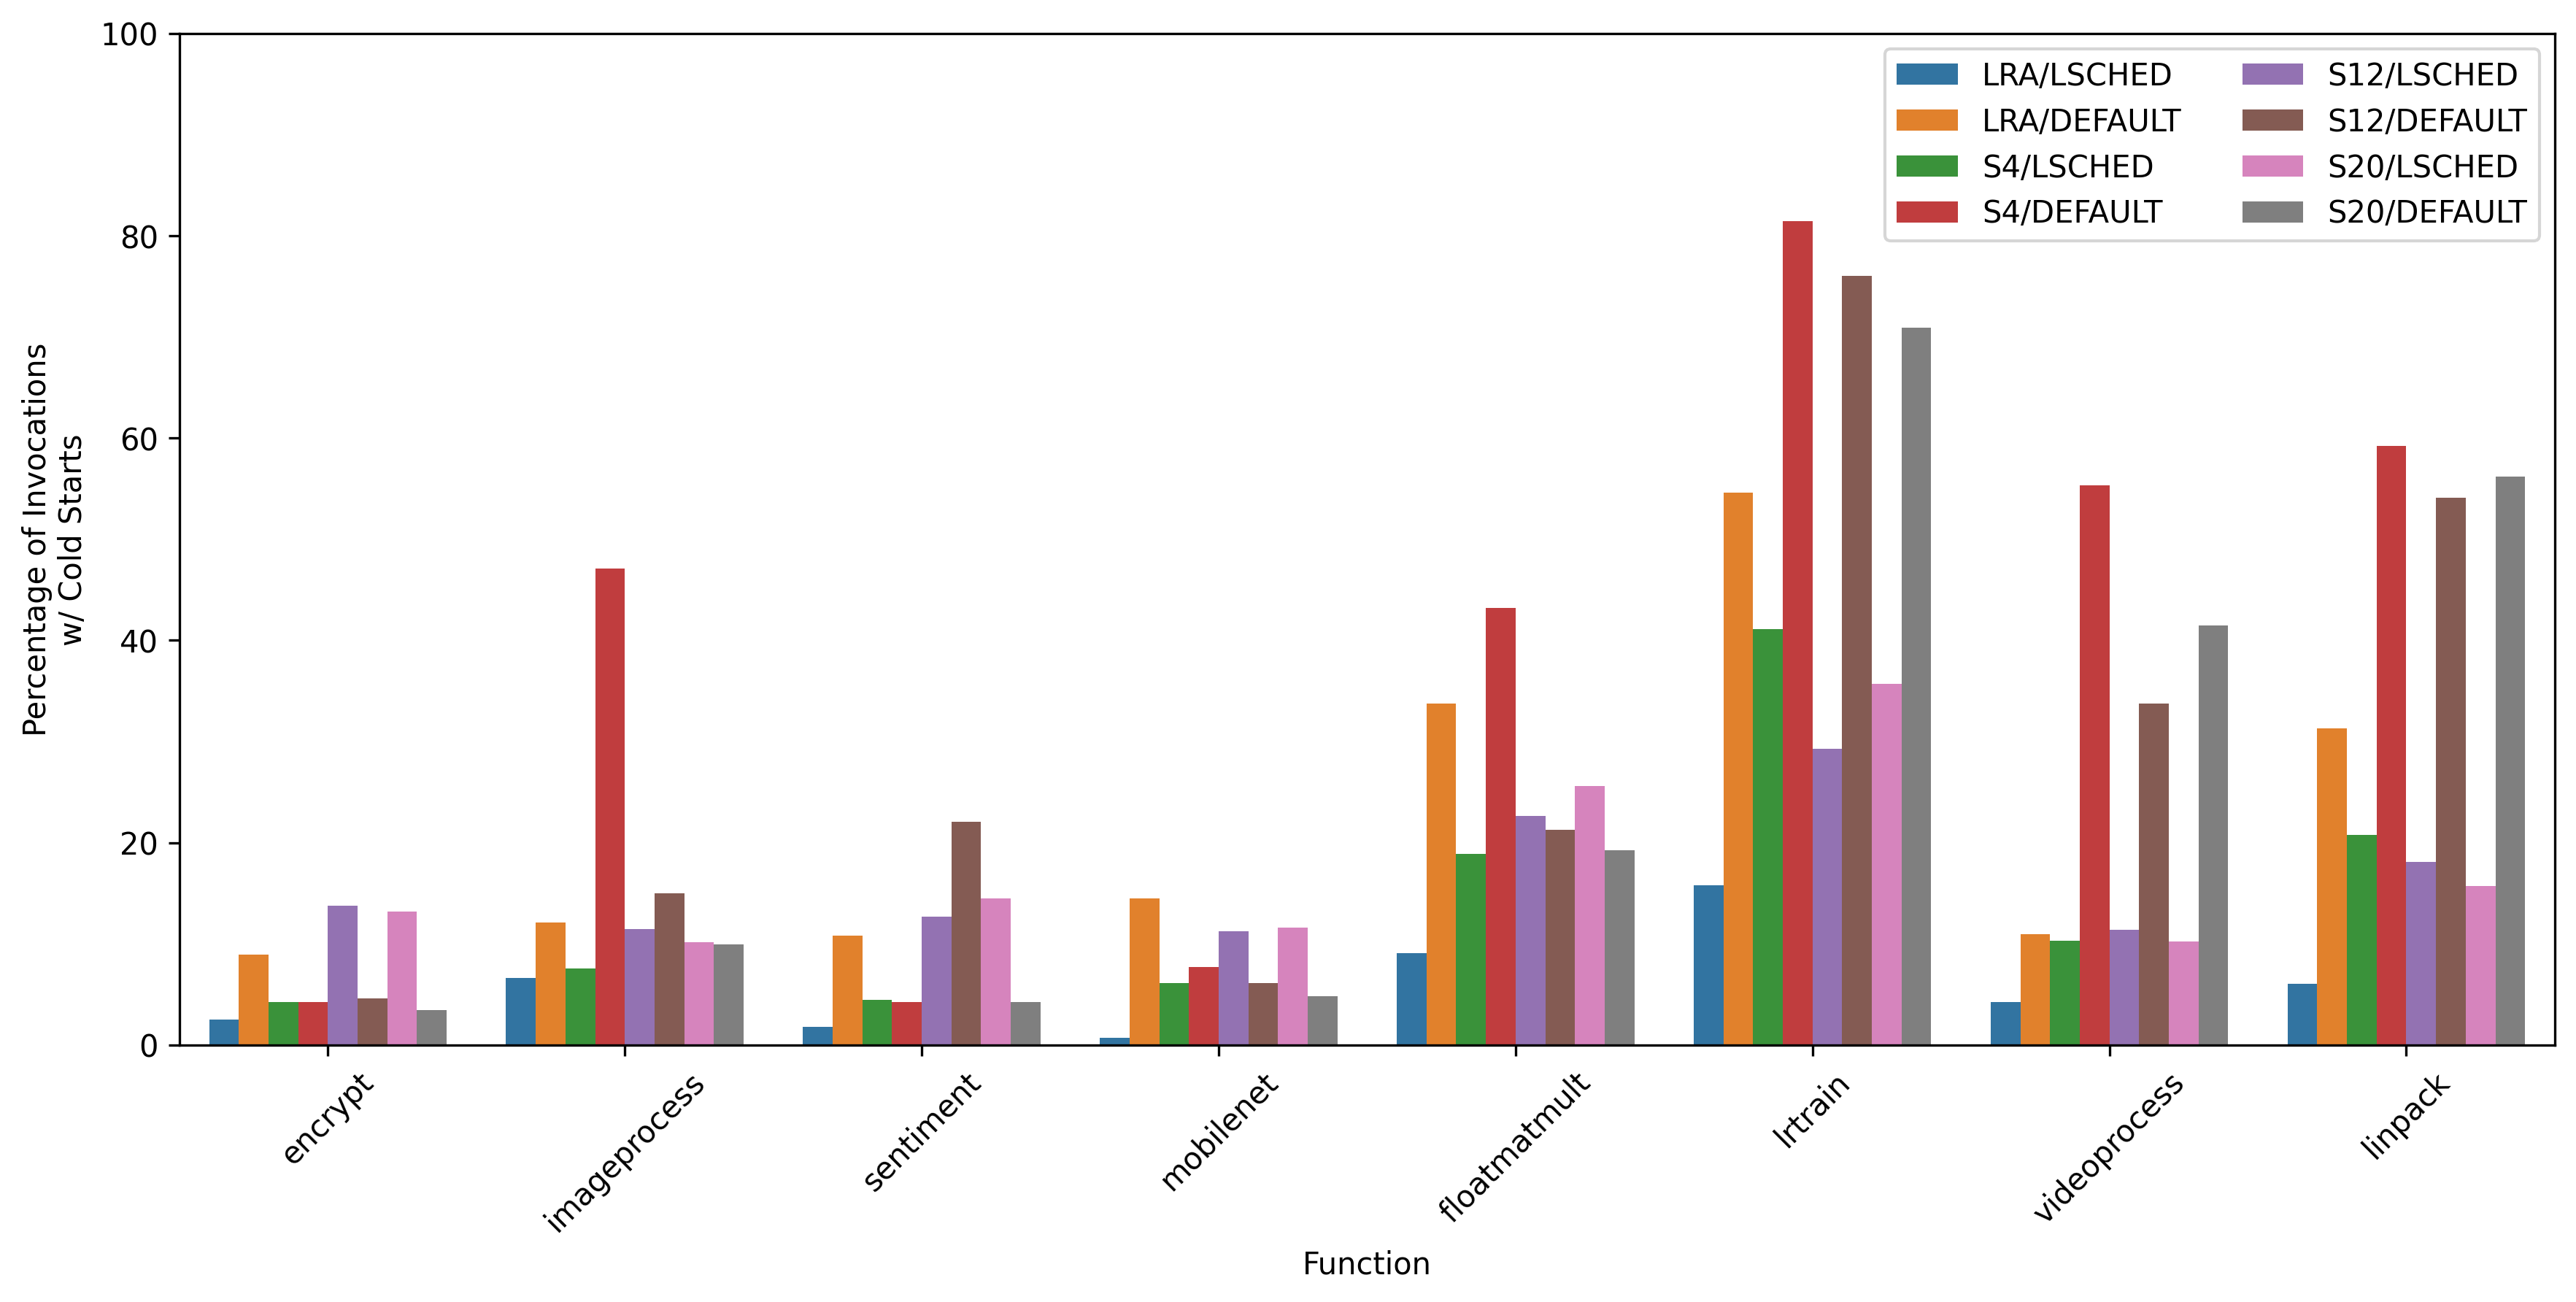 Percentage of Invocations
w/ Cold Starts
100
80
60
40
20
0
LRA/LSCHED
LRA/DEFAULT
S4/LSCHED
S4/DEFAULT
S12/LSCHED
S12/DEFAULT
S20/LSCHED
S20/DEFAULT
encrypt
imageprocess
sentiment
mobilenet
floatmatmult
lrtrain
videoprocess
linpack
Function